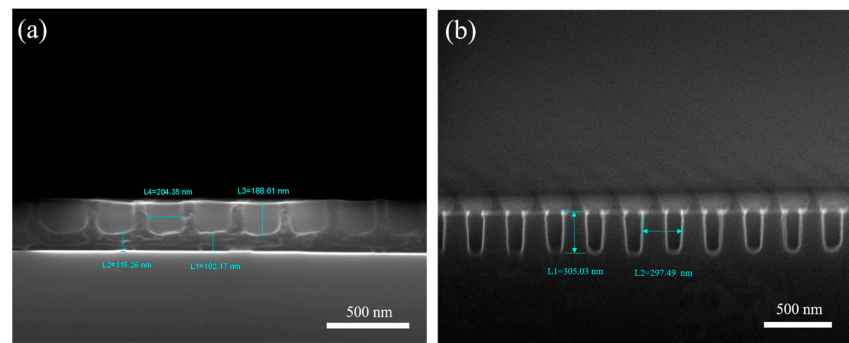 (a)
L4=204.35 nm
L3=188.61 nm
L2=115.26 nm
L1=102.17 nm
500 nm
(b)
L1=305.03 nm
L2=297.49 nm
500 nm